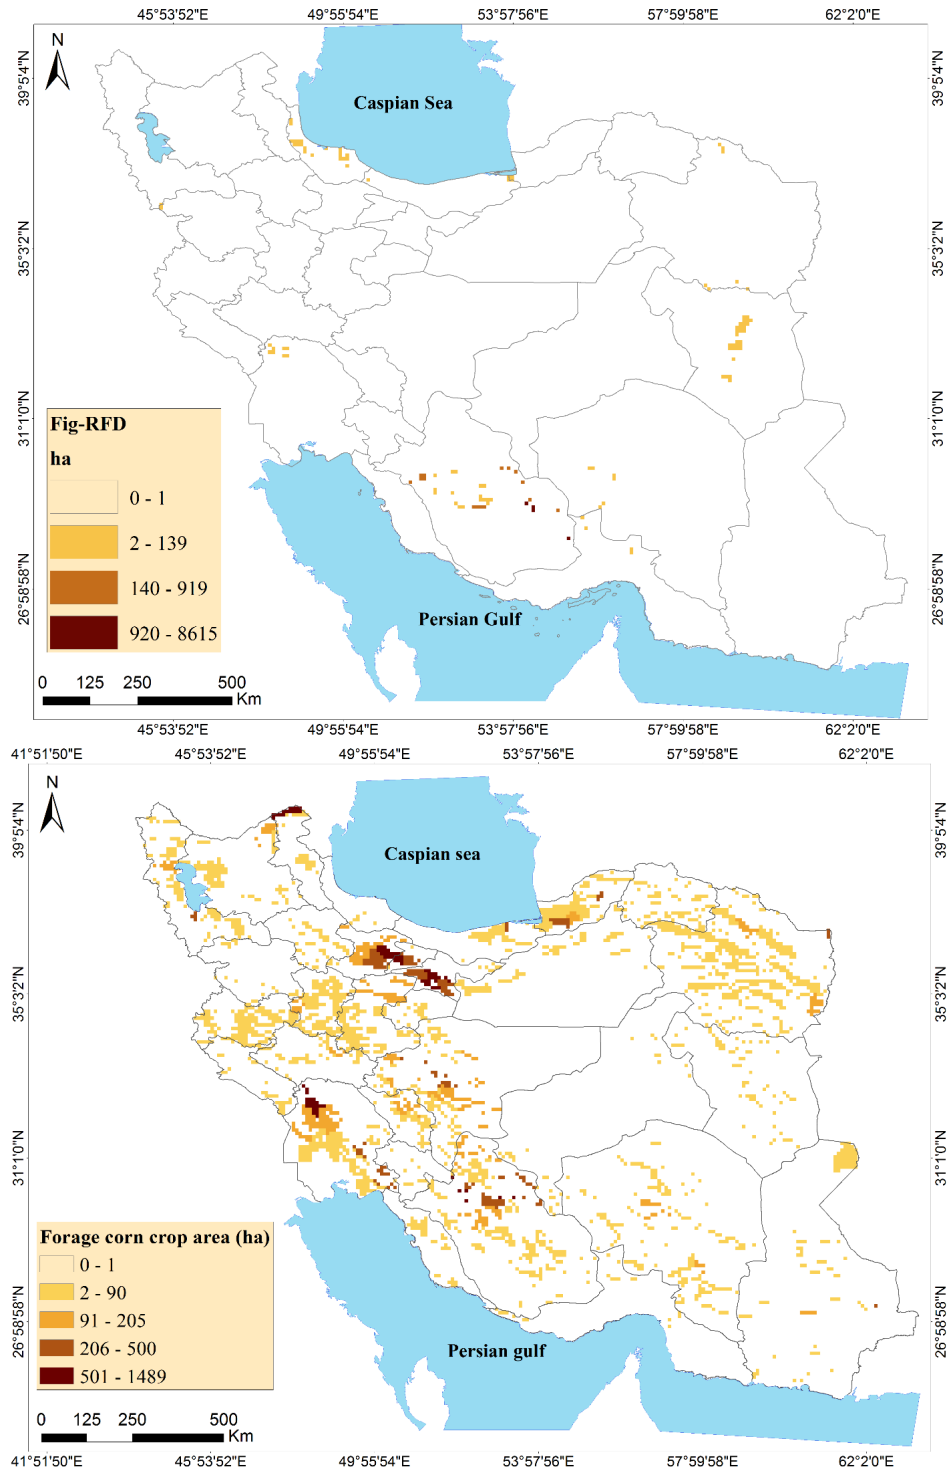 45°53'52"E 49°55'54"E 53°57'56"E 57°59'58"E 62°2'0"E
N
39°5'4"N
39°5'4"N
Caspian Sea
35°3'2"N
35°3'2"N
31°1'0"N
31°1'0"N
Fig-RFD
ha
0 - 1
2 - 139
140 - 919
920 - 8615
26°58'58"N
26°58'58"N
Persian Gulf
0 125 250 500
Km
45°53'52"E 49°55'54"E 53°57'56"E 57°59'58"E 62°2'0"E
41°51'50"E 45°53'52"E 49°55'54"E 53°57'56"E 57°59'58"E 62°2'0"E
N
39°5'4"N
39°5'4"N
Caspian sea
35°3'2"N
35°3'2"N
31°1'0"N
31°1'0"N
Forage corn crop area (ha)
0 - 1
2 - 90
91 - 205
206 - 500
501 - 1489
26°58'58"N
26°58'58"N
Persian gulf
0 125 250 500
Km
41°51'50"E 45°53'52"E 49°55'54"E 53°57'56"E 57°59'58"E 62°2'0"E